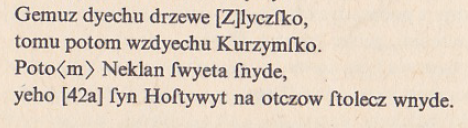 Gemuz dyechu drzewe [Z]lyczſko,
tomu potom wzdyechu Kurzymſko.
Poto⟨m⟩ Neklan ſwyeta ſnyde,
yeho [42a] ſyn Hoſtywyt na otczow ſtolecz wnyde.